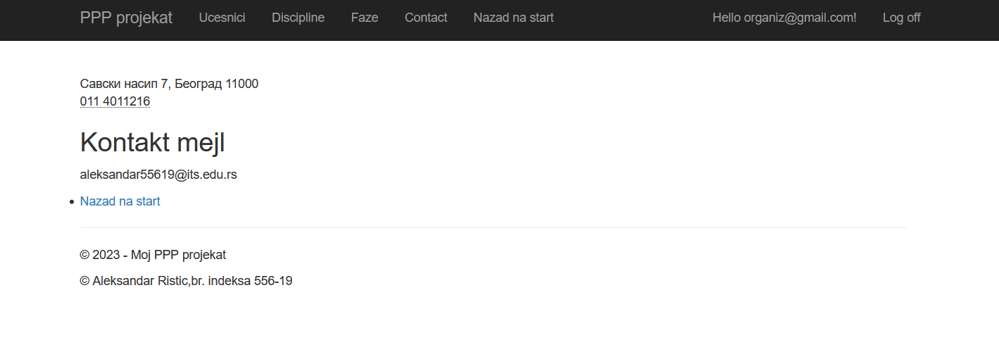 PPP projekat Ucesnici Discipline Faze Contact Nazad na start Hello organiz@gmail.com! Log off
Савски насип 7, Београд 11000
011 4011216
Kontakt mejl
aleksandar55619@its.edu.rs
Nazad na start
© 2023 - Moj PPP projekat
© Aleksandar Ristic,br. indeksa 556-19